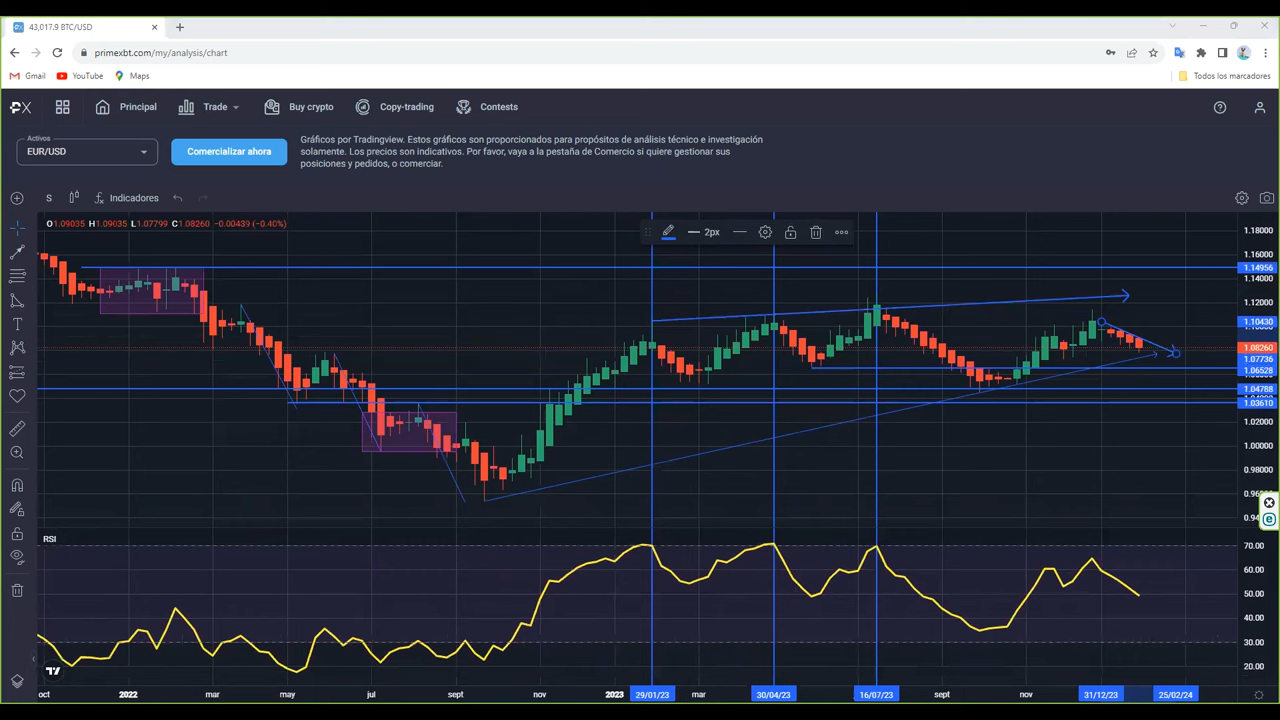 43,017.9 BTC/USD
primexbt.com/my/analysis/chart
Gmail YouTube Maps Todos los marcadores
PX Principal Trade Buy crypto Copy-trading Contests
Activos
EUR/USD
Comercializar ahora
Gráficos por Tradingview. Estos gráficos son proporcionados para propósitos de análisis técnico e investigación
solamente. Los precios son indicativos. Por favor, vaya a la pestaña de Comercio si quiere gestionar sus
posiciones y pedidos, o comerciar.
S Indicadores
O1.09035 H1.09035 L1.07799 C1.08260 −0.00439 (−0.40%)
2px
1.18000
1.16000
1.14956
1.14000
1.12000
1.10430
1.08260
1.07736
1.06528
1.04788
1.03610
1.02000
1.00000
0.98000
RSI
70.00
60.00
50.00
40.00
30.00
20.00
oct 2022 mar may jul sept nov 2023 29/01/23 mar 30/04/23 16/07/23 sept nov 31/12/23 25/02/24